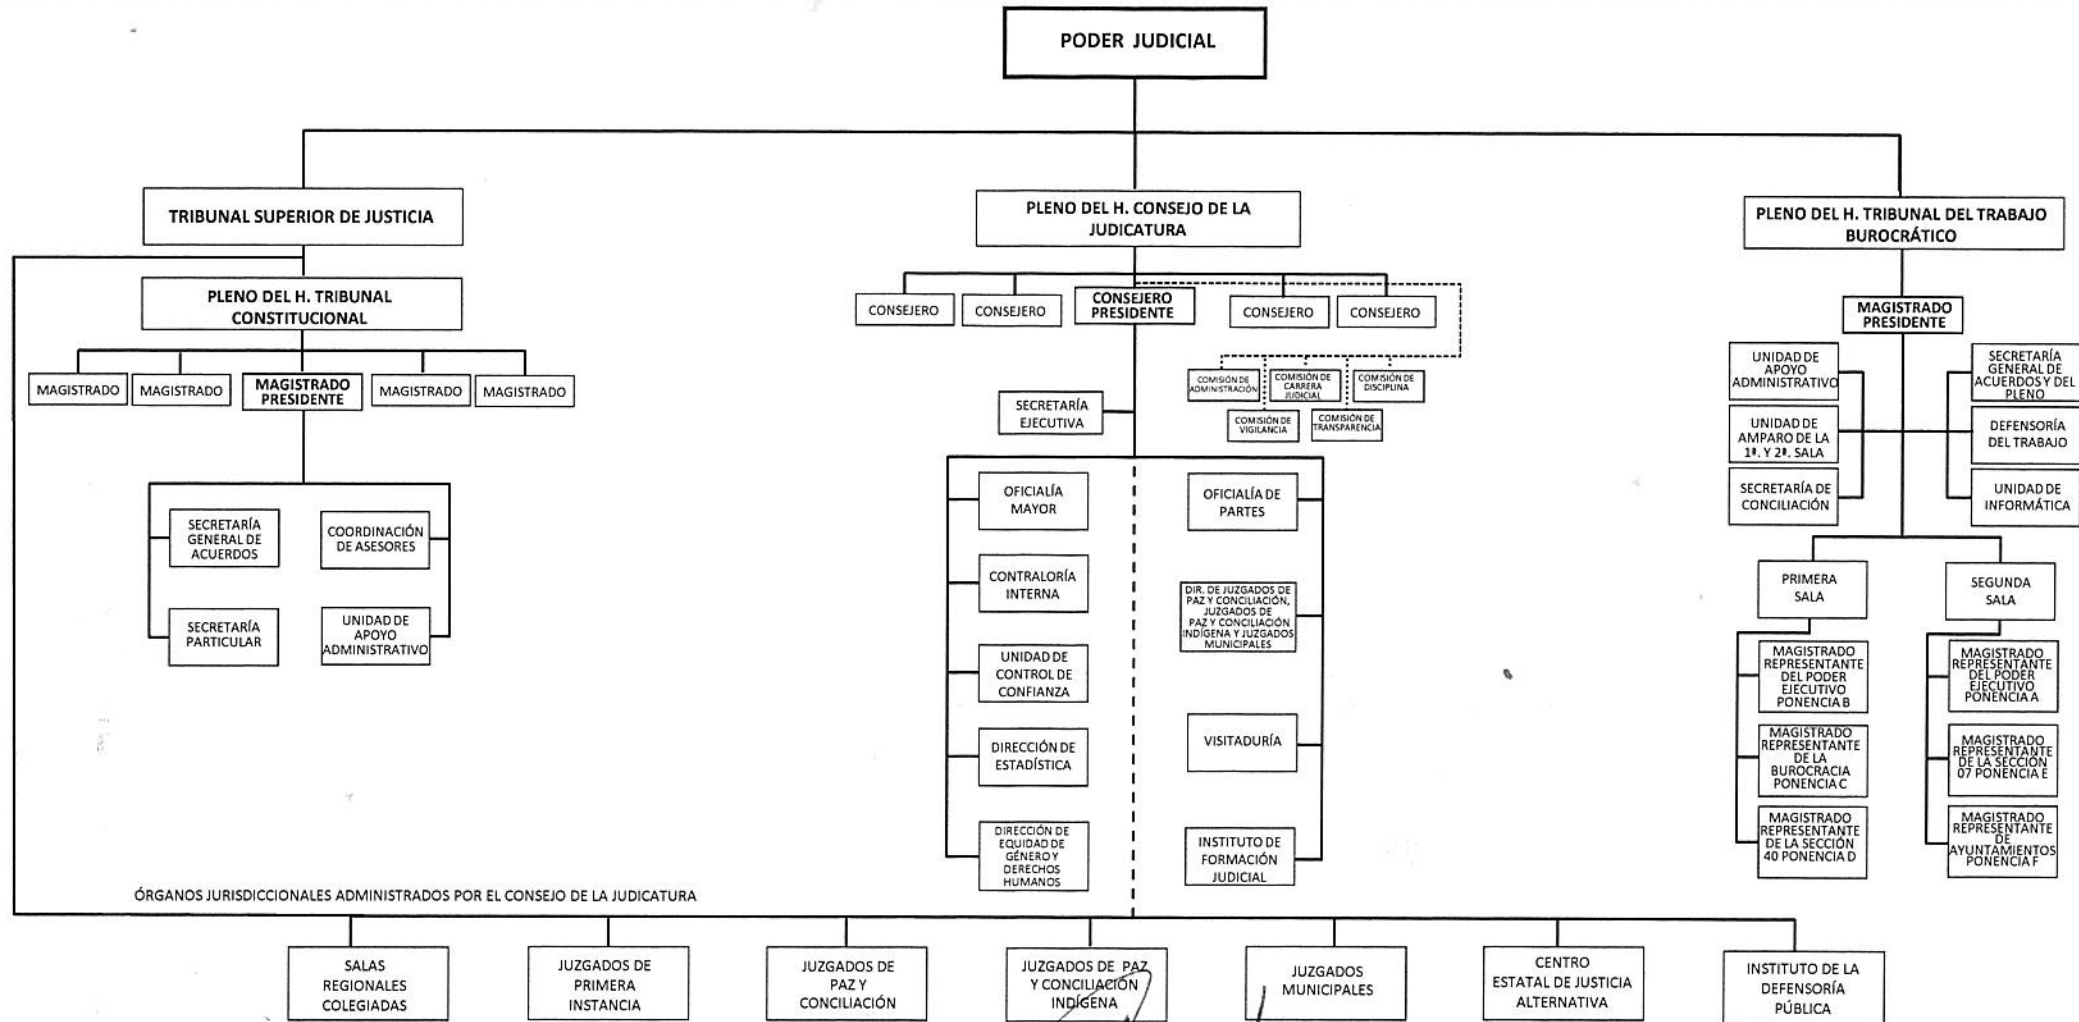 PODER JUDICIAL
TRIBUNAL SUPERIOR DE JUSTICIA
PLENO DEL H. CONSEJO DE LA
JUDICATURA
PLENO DEL H. TRIBUNAL DEL TRABAJO
BUROCRÁTICO
PLENO DEL H. TRIBUNAL
CONSTITUCIONAL
MAGISTRADO
MAGISTRADO
MAGISTRADO
PRESIDENTE
MAGISTRADO
MAGISTRADO
SECRETARÍA
GENERAL DE
ACUERDOS
COORDINACIÓN
DE ASESORES
SECRETARÍA
PARTICULAR
UNIDAD DE
APOYO
ADMINISTRATIVO
CONSEJERO
CONSEJERO
CONSEJERO
PRESIDENTE
CONSEJERO
CONSEJERO
COMISIÓN DE
ADMINISTRACIÓN
COMISIÓN DE
CARRERA
JUDICIAL
COMISIÓN DE
DISCIPLINA
COMISIÓN DE
VIGILANCIA
COMISIÓN DE
TRANSPARENCIA
SECRETARÍA
EJECUTIVA
OFICIALÍA
MAYOR
OFICIALÍA DE
PARTES
CONTRALORÍA
INTERNA
DIR. DE JUZGADOS DE
PAZ Y CONCILIACIÓN,
JUZGADOS DE
PAZ Y CONCILIACIÓN
INDÍGENA Y JUZGADOS
MUNICIPALES
UNIDAD DE
CONTROL DE
CONFIANZA
VISITADURÍA
DIRECCIÓN DE
ESTADÍSTICA
DIRECCIÓN DE
EQUIDAD DE
GÉNERO Y
DERECHOS
HUMANOS
INSTITUTO DE
FORMACIÓN
JUDICIAL
MAGISTRADO
PRESIDENTE
UNIDAD DE
APOYO
ADMINISTRATIVO
SECRETARÍA
GENERAL DE
ACUERDOS Y DEL
PLENO
UNIDAD DE
AMPARO DE LA
1ª. Y 2ª. SALA
DEFENSORÍA
DEL TRABAJO
SECRETARÍA DE
CONCILIACIÓN
UNIDAD DE
INFORMÁTICA
PRIMERA
SALA
SEGUNDA
SALA
MAGISTRADO
REPRESENTANTE
DEL PODER
EJECUTIVO
PONENCIA B
MAGISTRADO
REPRESENTANTE
DEL PODER
EJECUTIVO
PONENCIA A
MAGISTRADO
REPRESENTANTE
DE LA
BUROCRACIA
PONENCIA C
MAGISTRADO
REPRESENTANTE
DE LA SECCIÓN
07 PONENCIA E
MAGISTRADO
REPRESENTANTE
DE LA SECCIÓN
40 PONENCIA D
MAGISTRADO
REPRESENTANTE
DE
AYUNTAMIENTOS
PONENCIA F
ÓRGANOS JURISDICCIONALES ADMINISTRADOS POR EL CONSEJO DE LA JUDICATURA
SALAS
REGIONALES
COLEGIADAS
JUZGADOS DE
PRIMERA
INSTANCIA
JUZGADOS DE
PAZ Y
CONCILIACIÓN
JUZGADOS DE PAZ
Y CONCILIACIÓN
INDÍGENA
JUZGADOS
MUNICIPALES
CENTRO
ESTATAL DE JUSTICIA
ALTERNATIVA
INSTITUTO DE LA
DEFENSORÍA
PÚBLICA